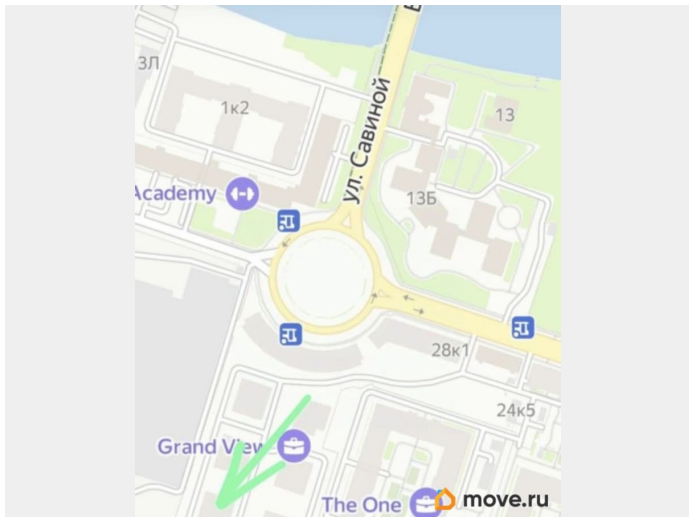 3Л
1к2
ул. Савиной
13
Academy
13Б
28к1
24к5
Grand View
The One
move.ru